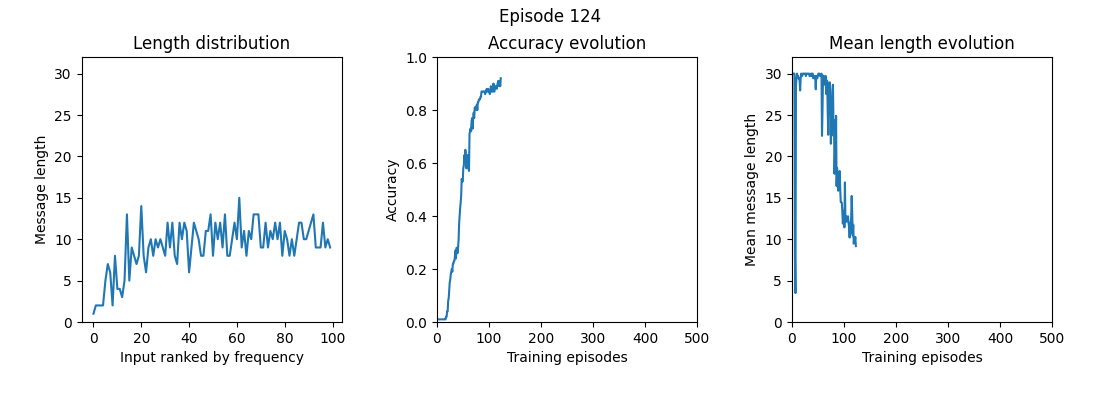 Episode 124
Length distribution
Message length
30
25
20
15
10
5
0
0 20 40 60 80 100
Input ranked by frequency
Accuracy evolution
Accuracy
1.0
0.8
0.6
0.4
0.2
0.0
0 100 200 300 400 500
Training episodes
Mean length evolution
Mean message length
30
25
20
15
10
5
0
0 100 200 300 400 500
Training episodes